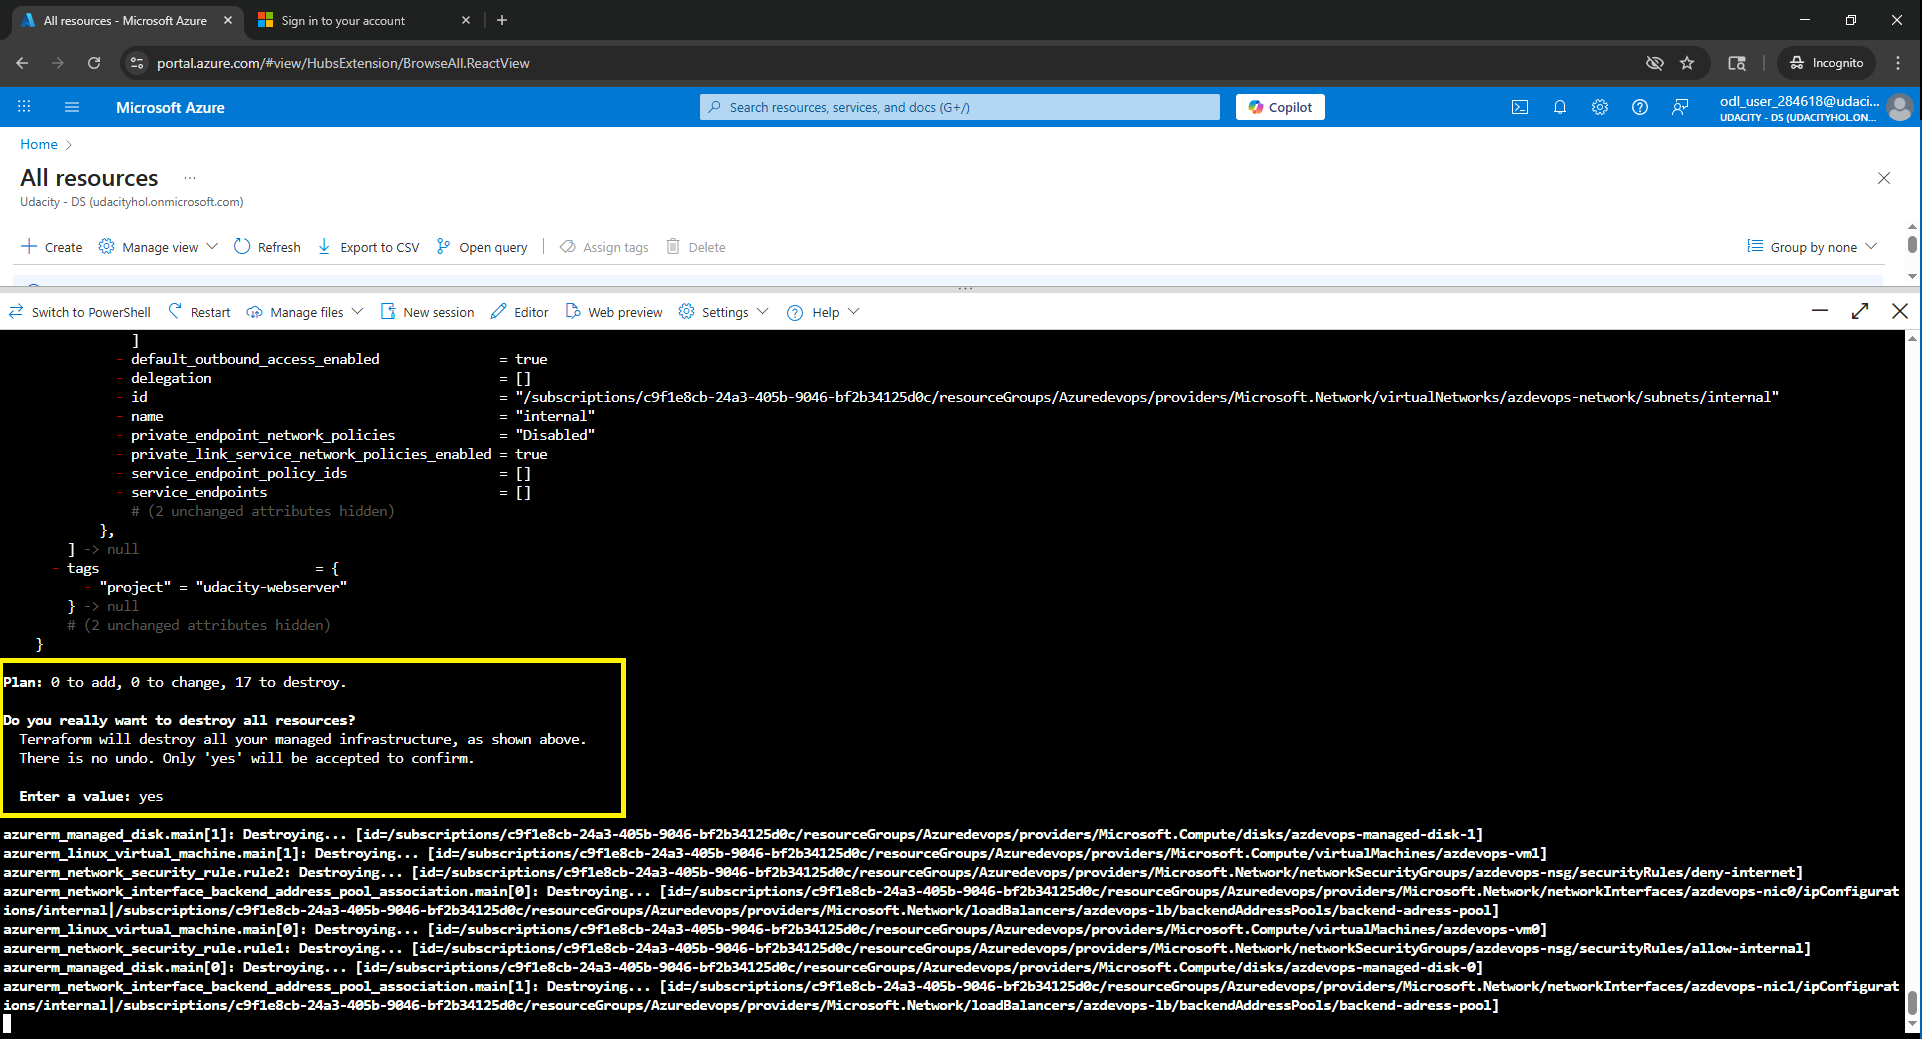 All resources - Microsoft Azure
Sign in to your account
portal.azure.com/#view/HubsExtension/BrowseAll.ReactView
Incognito
Microsoft Azure
Search resources, services, and docs (G+/)
Copilot
odl_user_284618@udaci...
UDACITY - DS (UDACITYHOL.ON...
Home
All resources
Udacity - DS (udacityhol.onmicrosoft.com)
Create
Manage view
Refresh
Export to CSV
Open query
Assign tags
Delete
Group by none
Switch to PowerShell
Restart
Manage files
New session
Editor
Web preview
Settings
Help
]
- default_outbound_access_enabled = true
- delegation = []
- id = "/subscriptions/c9f1e8cb-24a3-405b-9046-bf2b34125d0c/resourceGroups/Azuredevops/providers/Microsoft.Network/virtualNetworks/azdevops-network/subnets/internal"
- name = "internal"
- private_endpoint_network_policies = "Disabled"
- private_link_service_network_policies_enabled = true
- service_endpoint_policy_ids = []
- service_endpoints = []
# (2 unchanged attributes hidden)
},
] -> null
- tags = {
- "project" = "udacity-webserver"
} -> null
# (2 unchanged attributes hidden)
}
Plan: 0 to add, 0 to change, 17 to destroy.
Do you really want to destroy all resources?
Terraform will destroy all your managed infrastructure, as shown above.
There is no undo. Only 'yes' will be accepted to confirm.
Enter a value: yes
azurerm_managed_disk.main[1]: Destroying... [id=/subscriptions/c9f1e8cb-24a3-405b-9046-bf2b34125d0c/resourceGroups/Azuredevops/providers/Microsoft.Compute/disks/azdevops-managed-disk-1]
azurerm_linux_virtual_machine.main[1]: Destroying... [id=/subscriptions/c9f1e8cb-24a3-405b-9046-bf2b34125d0c/resourceGroups/Azuredevops/providers/Microsoft.Compute/virtualMachines/azdevops-vm1]
azurerm_network_security_rule.rule2: Destroying... [id=/subscriptions/c9f1e8cb-24a3-405b-9046-bf2b34125d0c/resourceGroups/Azuredevops/providers/Microsoft.Network/networkSecurityGroups/azdevops-nsg/securityRules/deny-internet]
azurerm_network_interface_backend_address_pool_association.main[0]: Destroying... [id=/subscriptions/c9f1e8cb-24a3-405b-9046-bf2b34125d0c/resourceGroups/Azuredevops/providers/Microsoft.Network/networkInterfaces/azdevops-nic0/ipConfigurat
ions/internal|/subscriptions/c9f1e8cb-24a3-405b-9046-bf2b34125d0c/resourceGroups/Azuredevops/providers/Microsoft.Network/loadBalancers/azdevops-lb/backendAddressPools/backend-adress-pool]
azurerm_linux_virtual_machine.main[0]: Destroying... [id=/subscriptions/c9f1e8cb-24a3-405b-9046-bf2b34125d0c/resourceGroups/Azuredevops/providers/Microsoft.Compute/virtualMachines/azdevops-vm0]
azurerm_network_security_rule.rule1: Destroying... [id=/subscriptions/c9f1e8cb-24a3-405b-9046-bf2b34125d0c/resourceGroups/Azuredevops/providers/Microsoft.Network/networkSecurityGroups/azdevops-nsg/securityRules/allow-internal]
azurerm_managed_disk.main[0]: Destroying... [id=/subscriptions/c9f1e8cb-24a3-405b-9046-bf2b34125d0c/resourceGroups/Azuredevops/providers/Microsoft.Compute/disks/azdevops-managed-disk-0]
azurerm_network_interface_backend_address_pool_association.main[1]: Destroying... [id=/subscriptions/c9f1e8cb-24a3-405b-9046-bf2b34125d0c/resourceGroups/Azuredevops/providers/Microsoft.Network/networkInterfaces/azdevops-nic1/ipConfigurat
ions/internal|/subscriptions/c9f1e8cb-24a3-405b-9046-bf2b34125d0c/resourceGroups/Azuredevops/providers/Microsoft.Network/loadBalancers/azdevops-lb/backendAddressPools/backend-adress-pool]